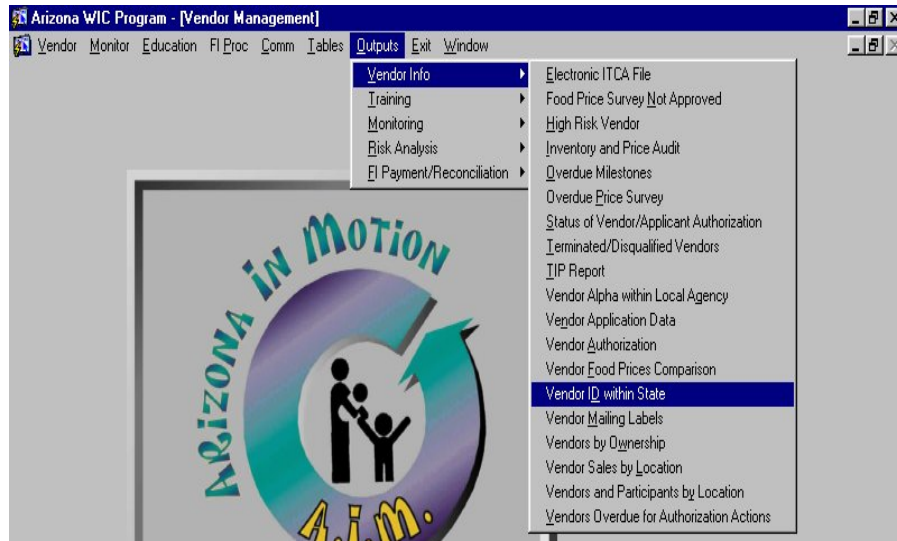 Arizona WIC Program - [Vendor Management]
Vendor Monitor Education FI Proc Comm Tables Outputs Exit Window
Vendor Info
Training
Monitoring
Risk Analysis
FI Payment/Reconciliation
Electronic ITCA File
Food Price Survey Not Approved
High Risk Vendor
Inventory and Price Audit
Overdue Milestones
Overdue Price Survey
Status of Vendor/Applicant Authorization
Terminated/Disqualified Vendors
TIP Report
Vendor Alpha within Local Agency
Vendor Application Data
Vendor Authorization
Vendor Food Prices Comparison
Vendor ID within State
Vendor Mailing Labels
Vendors by Ownership
Vendor Sales by Location
Vendors and Participants by Location
Vendors Overdue for Authorization Actions
ARIZONA IN MOTION
A.i.m.